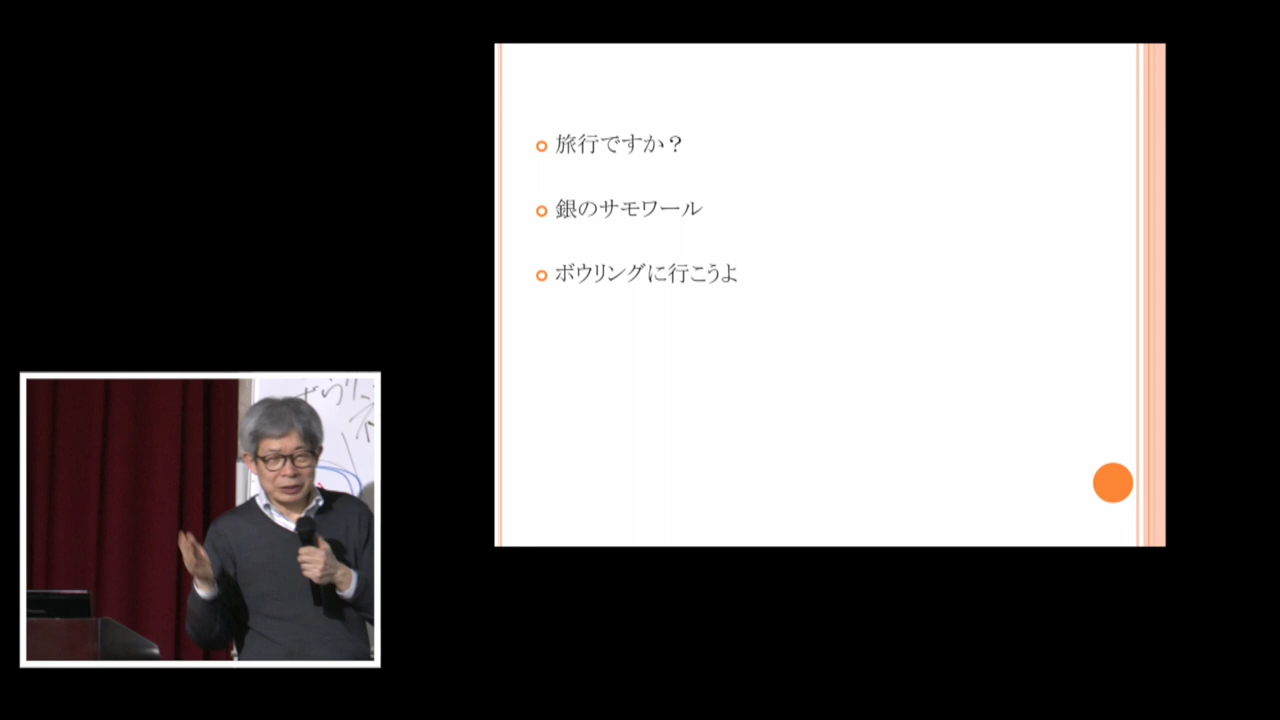 旅行ですか？
銀のサモワール
ボウリングに行こうよ